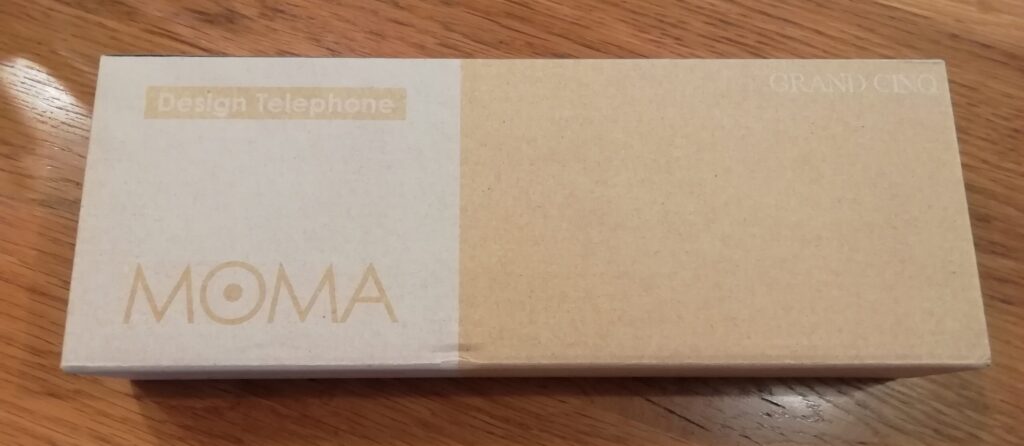 Design Telephone
GRAND CINQ
MOMA